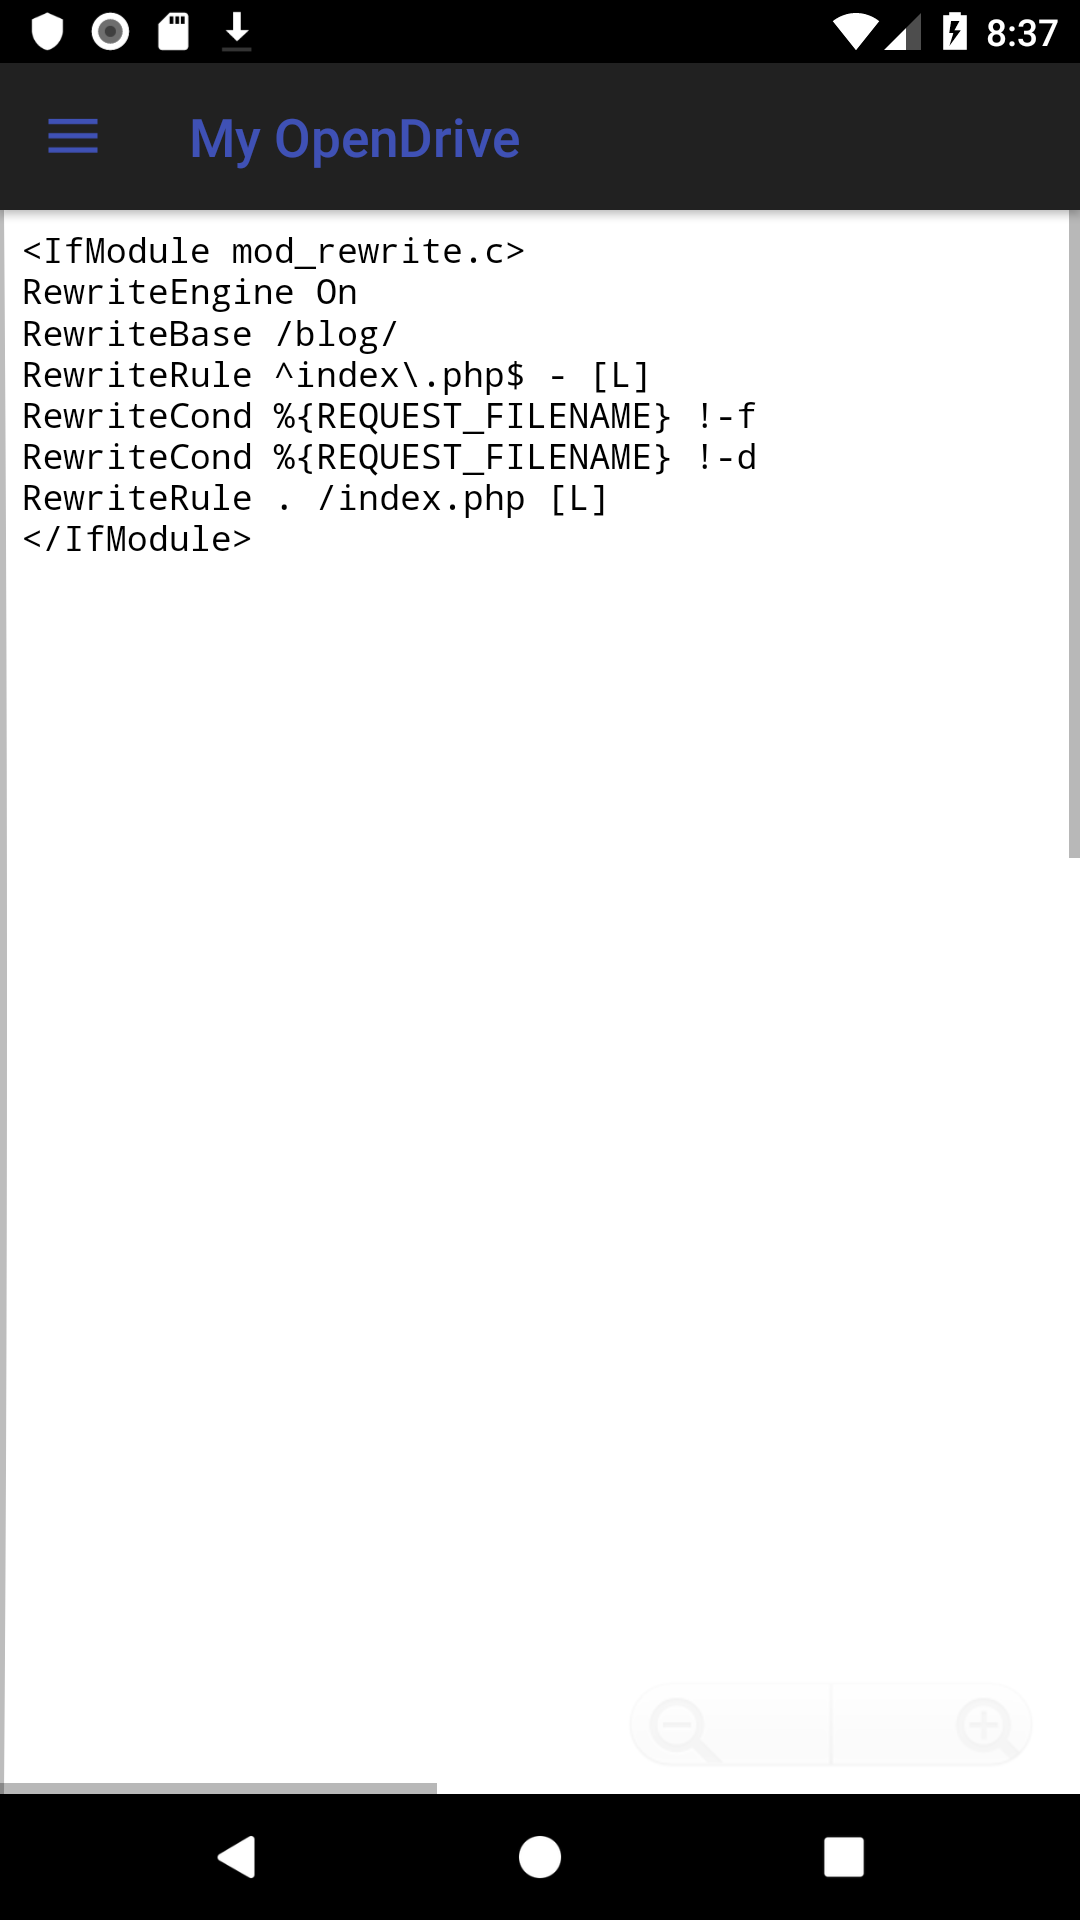 8:37
My OpenDrive
<IfModule mod_rewrite.c>
RewriteEngine On
RewriteBase /blog/
RewriteRule ^index\.php$ - [L]
RewriteCond %{REQUEST_FILENAME} !-f
RewriteCond %{REQUEST_FILENAME} !-d
RewriteRule . /index.php [L]
</IfModule>